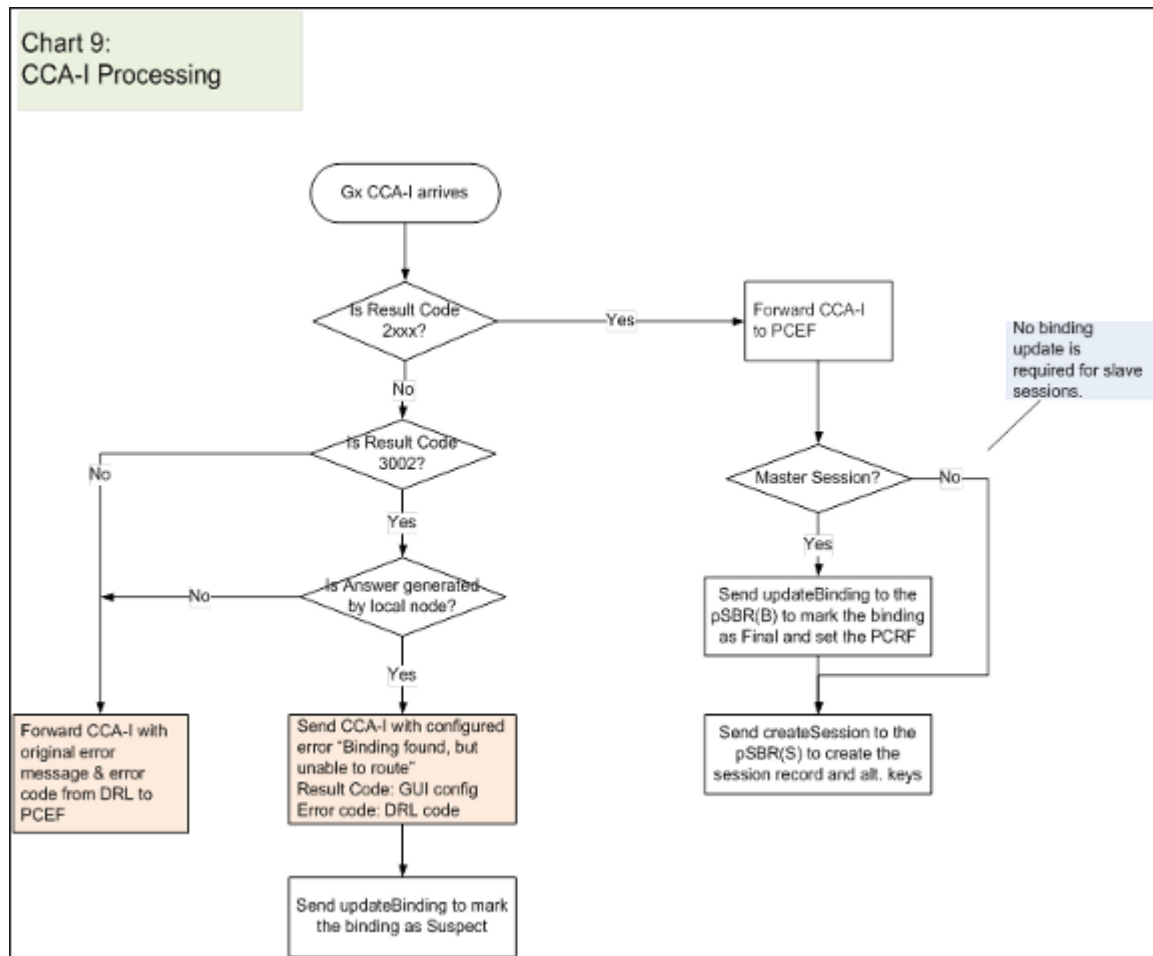 Chart 9:
CCA-I Processing
Gx CCA-I arrives
Is Result Code
2xxx?
Yes
Forward CCA-I
to PCEF
No binding
update is
required for slave
sessions.
No
Is Result Code
3002?
No
Master Session?
No
Yes
Yes
Is Answer generated
by local node?
No
Send updateBinding to the
pSBR(B) to mark the binding
as Final and set the PCRF
Yes
Forward CCA-I with
original error
message & error
code from DRL to
PCEF
Send CCA-I with configured
error "Binding found, but
unable to route"
Result Code: GUI config
Error code: DRL code
Send createSession to the
pSBR(S) to create the
session record and alt. keys
Send updateBinding to mark
the binding as Suspect